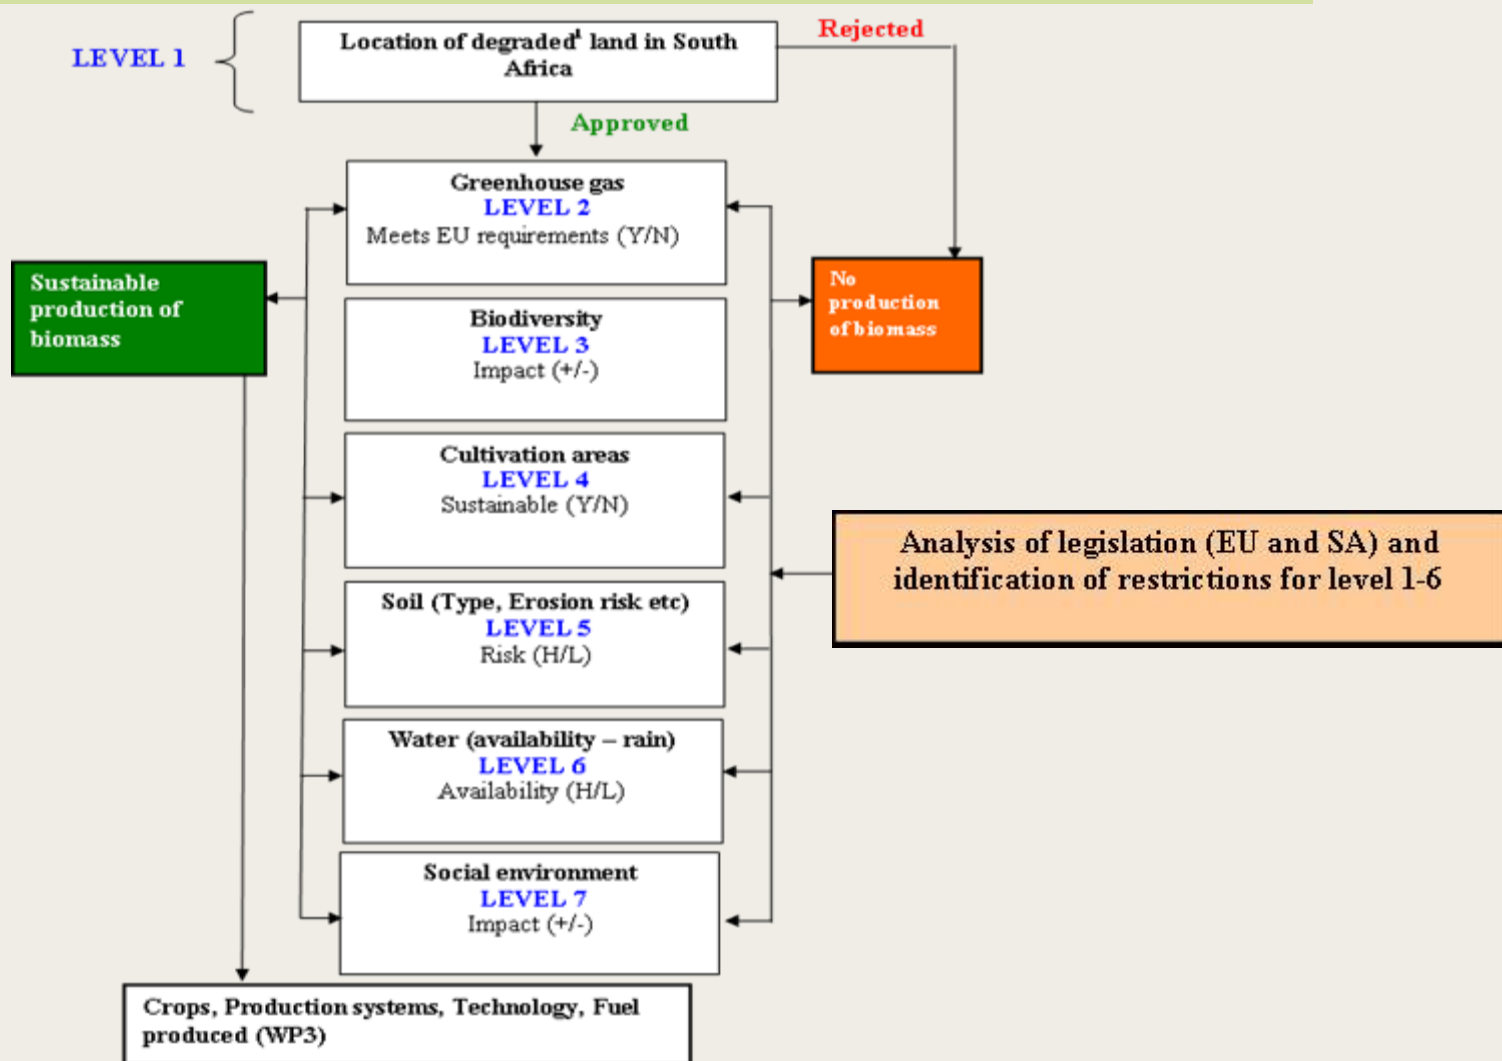 LEVEL 1
Location of degraded¹ land in South
Africa
Rejected
Approved
Greenhouse gas
LEVEL 2
Meets EU requirements (Y/N)
Sustainable
production of
biomass
No
production
of biomass
Biodiversity
LEVEL 3
Impact (+/-)
Cultivation areas
LEVEL 4
Sustainable (Y/N)
Analysis of legislation (EU and SA) and
identification of restrictions for level 1-6
Soil (Type, Erosion risk etc)
LEVEL 5
Risk (H/L)
Water (availability – rain)
LEVEL 6
Availability (H/L)
Social environment
LEVEL 7
Impact (+/-)
Crops, Production systems, Technology, Fuel
produced (WP3)